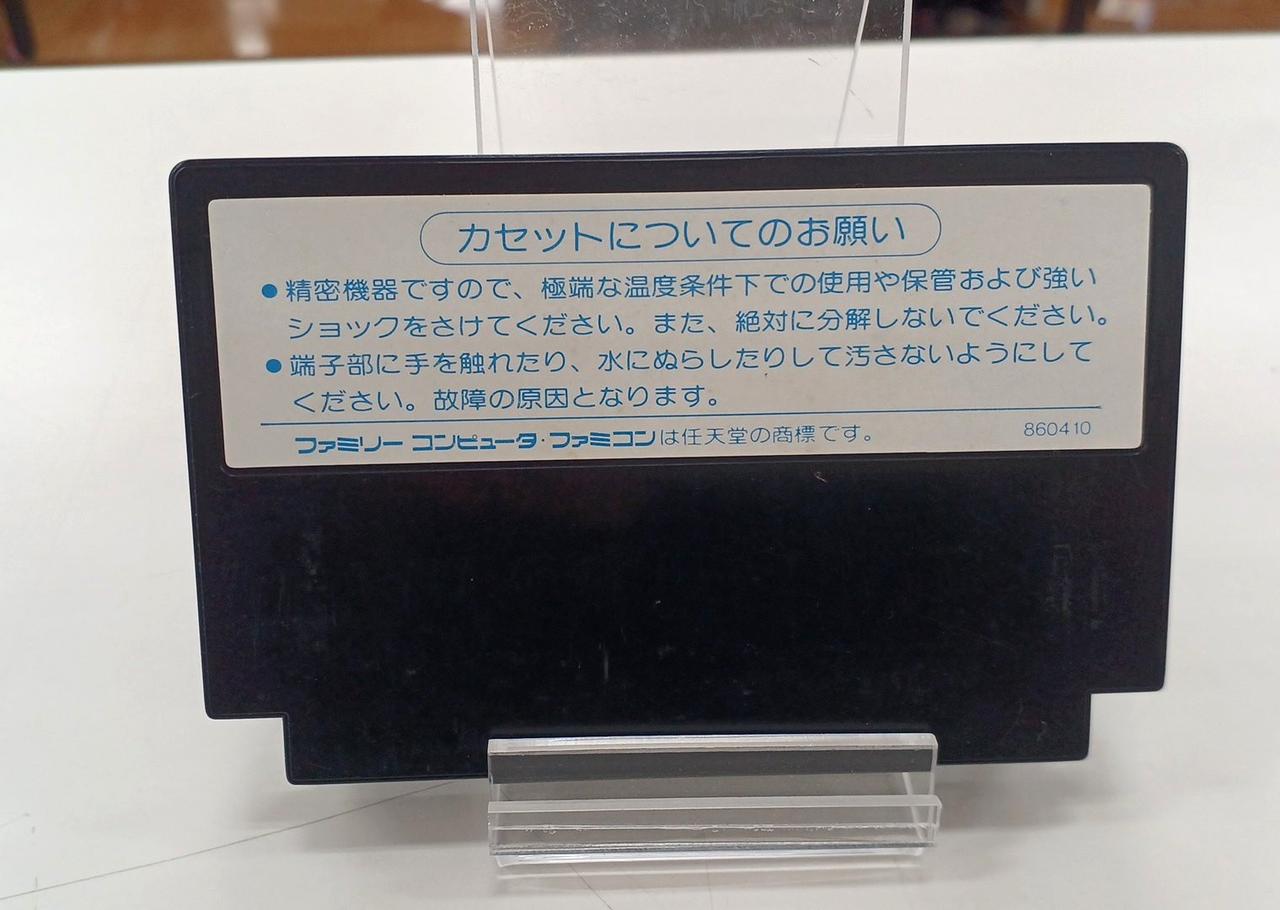 カセットについてのお願い
●精密機器ですので、極端な温度条件下での使用や保管および強い
ショックをさけてください。また、絶対に分解しないでください。
●端子部に手を触れたり、水にぬらしたりして汚さないようにして
ください。故障の原因となります。
ファミリー コンピュータ・ファミコンは任天堂の商標です。 860410